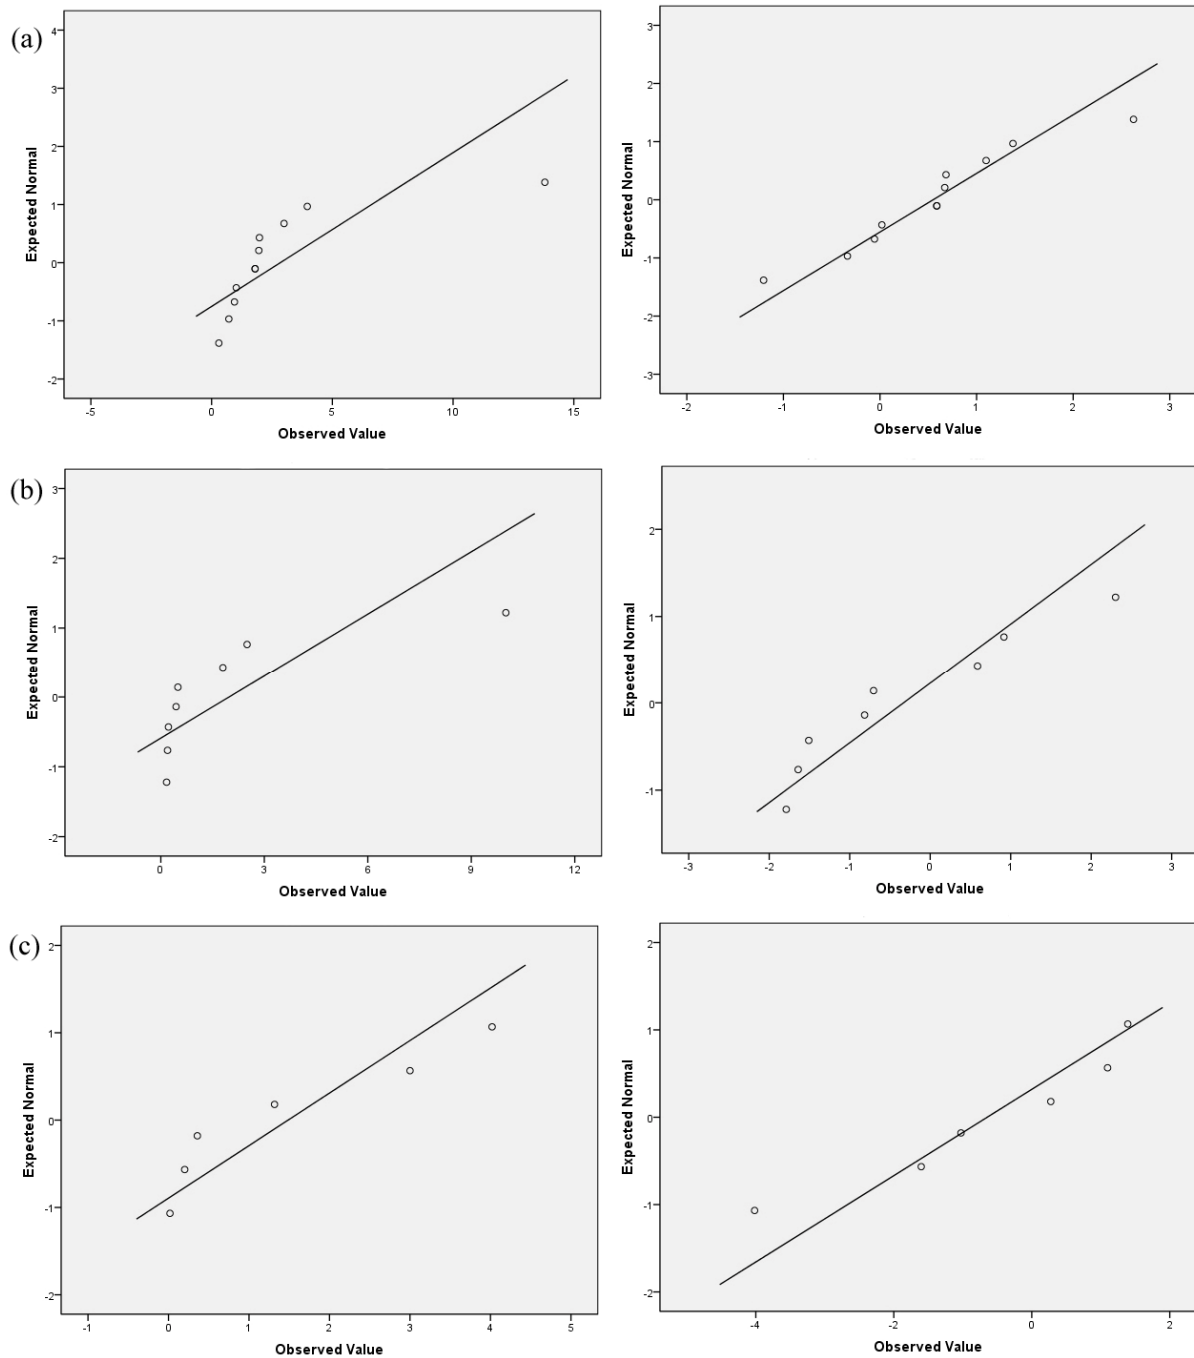 (a)
4
3
2
1
0
-1
-2
Expected Normal
-5 0 5 10 15
Observed Value
3
2
1
0
-1
-2
-3
Expected Normal
-2 -1 0 1 2 3
Observed Value
(b)
3
2
1
0
-1
-2
Expected Normal
0 3 6 9 12
Observed Value
2
1
0
-1
Expected Normal
-3 -2 -1 0 1 2 3
Observed Value
(c)
2
1
0
-1
-2
Expected Normal
-1 0 1 2 3 4 5
Observed Value
2
1
0
-1
-2
Expected Normal
-4 -2 0 2
Observed Value